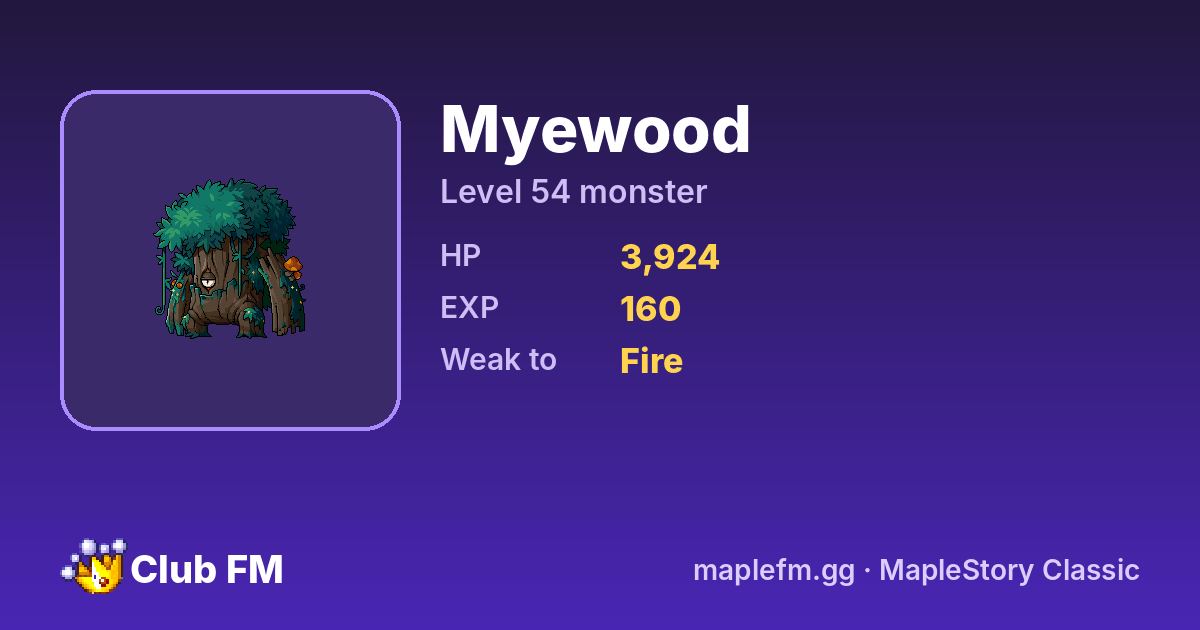 Myewood
Level 54 monster
HP 3,924
EXP 160
Weak to Fire
Club FM
maplefm.gg · MapleStory Classic